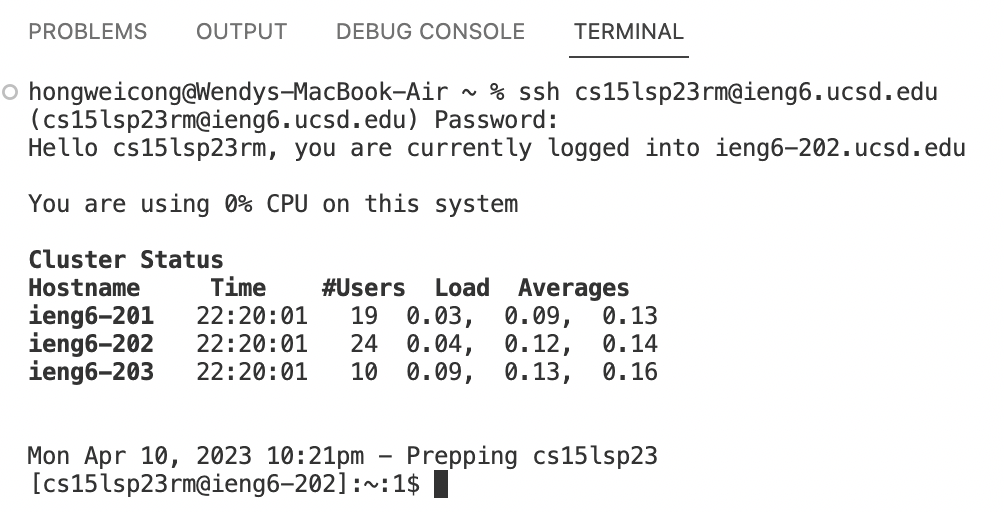 PROBLEMS OUTPUT DEBUG CONSOLE TERMINAL
hongweicong@Wendys-MacBook-Air ~ % ssh cs15lsp23rm@ieng6.ucsd.edu
(cs15lsp23rm@ieng6.ucsd.edu) Password:
Hello cs15lsp23rm, you are currently logged into ieng6-202.ucsd.edu
You are using 0% CPU on this system
Cluster Status
Hostname Time #Users Load Averages
ieng6-201 22:20:01 19 0.03, 0.09, 0.13
ieng6-202 22:20:01 24 0.04, 0.12, 0.14
ieng6-203 22:20:01 10 0.09, 0.13, 0.16
Mon Apr 10, 2023 10:21pm - Prepping cs15lsp23
[cs15lsp23rm@ieng6-202]:~:1$